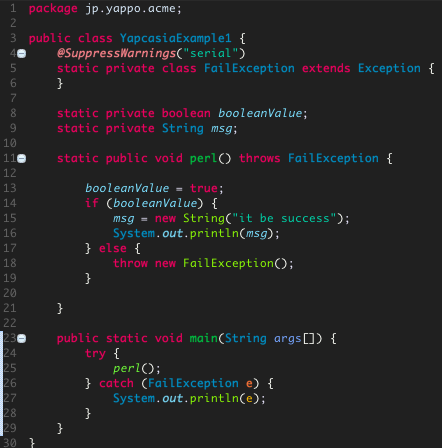 1 package jp.yappo.acme;
2
3 public class YapcasiaExample1 {
4     @SuppressWarnings("serial")
5     static private class FailException extends Exception {
6     }
7
8     static private boolean booleanValue;
9     static private String msg;
10
11     static public void perl() throws FailException {
12
13         booleanValue = true;
14         if (booleanValue) {
15             msg = new String("it be success");
16             System.out.println(msg);
17         } else {
18             throw new FailException();
19         }
20
21     }
22
23     public static void main(String args[]) {
24         try {
25             perl();
26         } catch (FailException e) {
27             System.out.println(e);
28         }
29     }
30 }